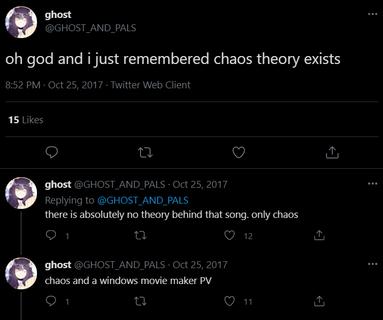 ghost
@GHOST_AND_PALS
oh god and i just remembered chaos theory exists
8:52 PM · Oct 25, 2017 · Twitter Web Client
15 Likes
ghost @GHOST_AND_PALS · Oct 25, 2017
Replying to @GHOST_AND_PALS
there is absolutely no theory behind that song. only chaos
1 12
ghost @GHOST_AND_PALS · Oct 25, 2017
chaos and a windows movie maker PV
1 11